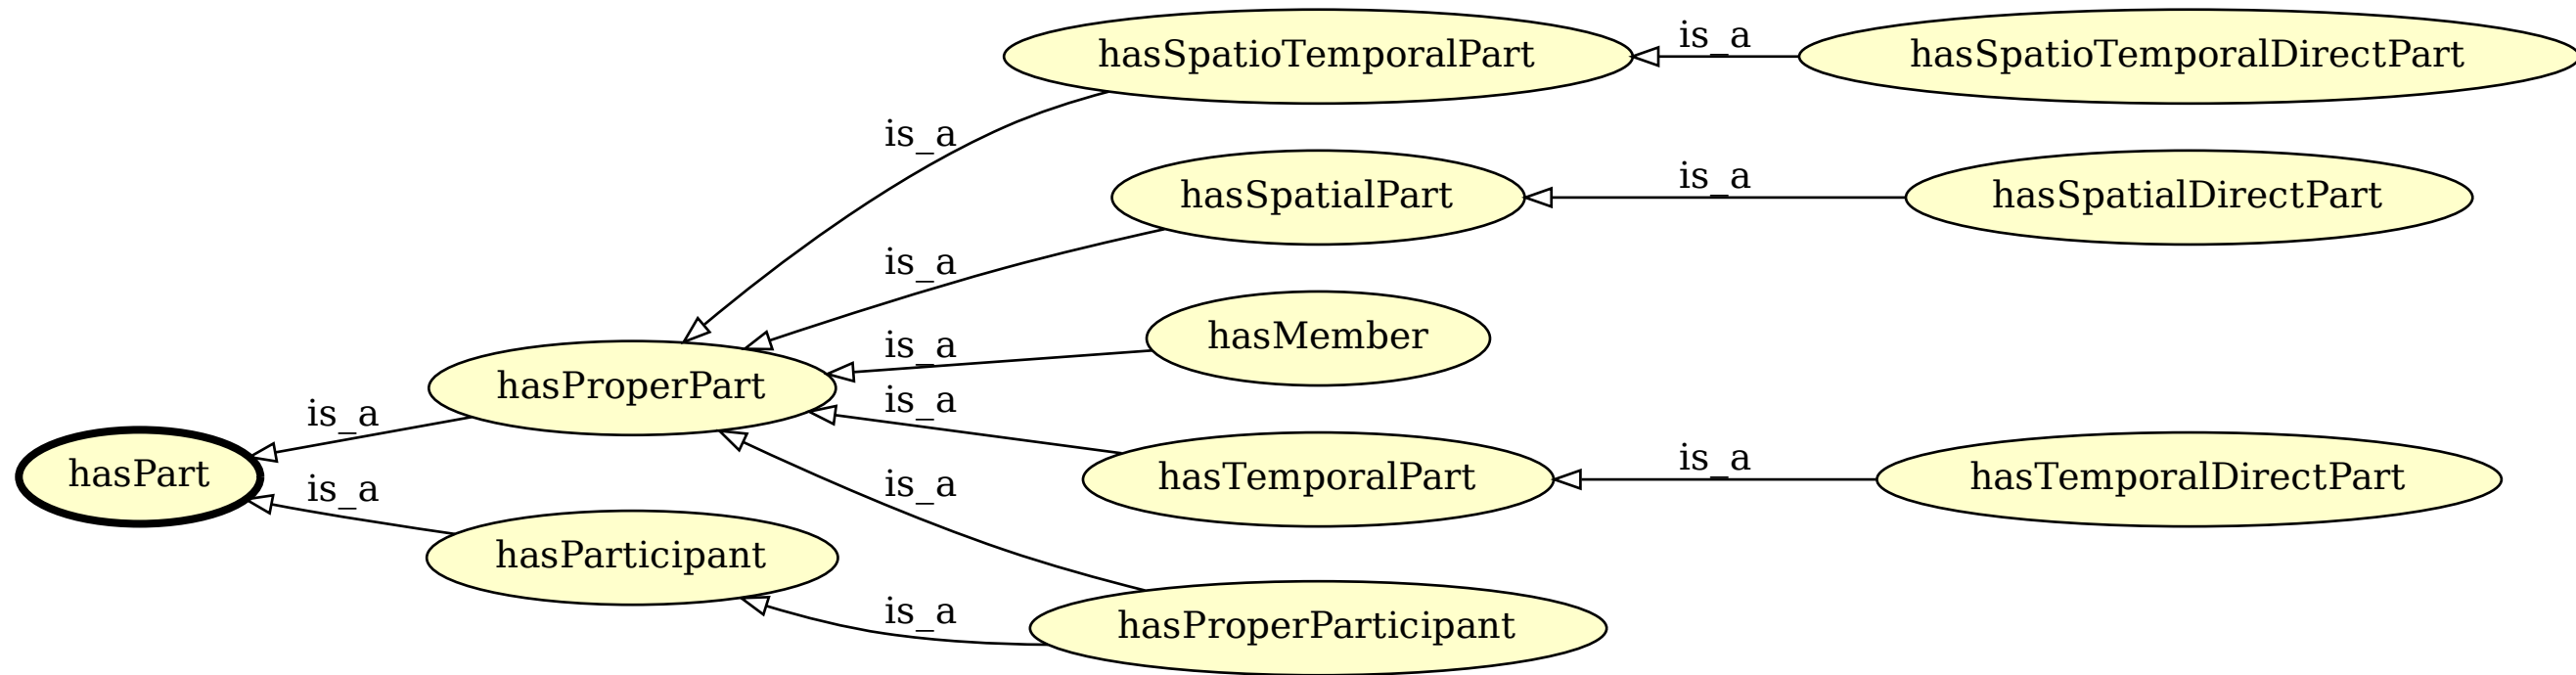 hasSpatioTemporalPart
is_a
hasSpatioTemporalDirectPart
is_a
hasSpatialPart
is_a
hasSpatialDirectPart
is_a
hasMember
is_a
hasProperPart
is_a
is_a
hasPart
is_a
hasTemporalPart
is_a
hasTemporalDirectPart
is_a
hasParticipant
is_a
hasProperParticipant